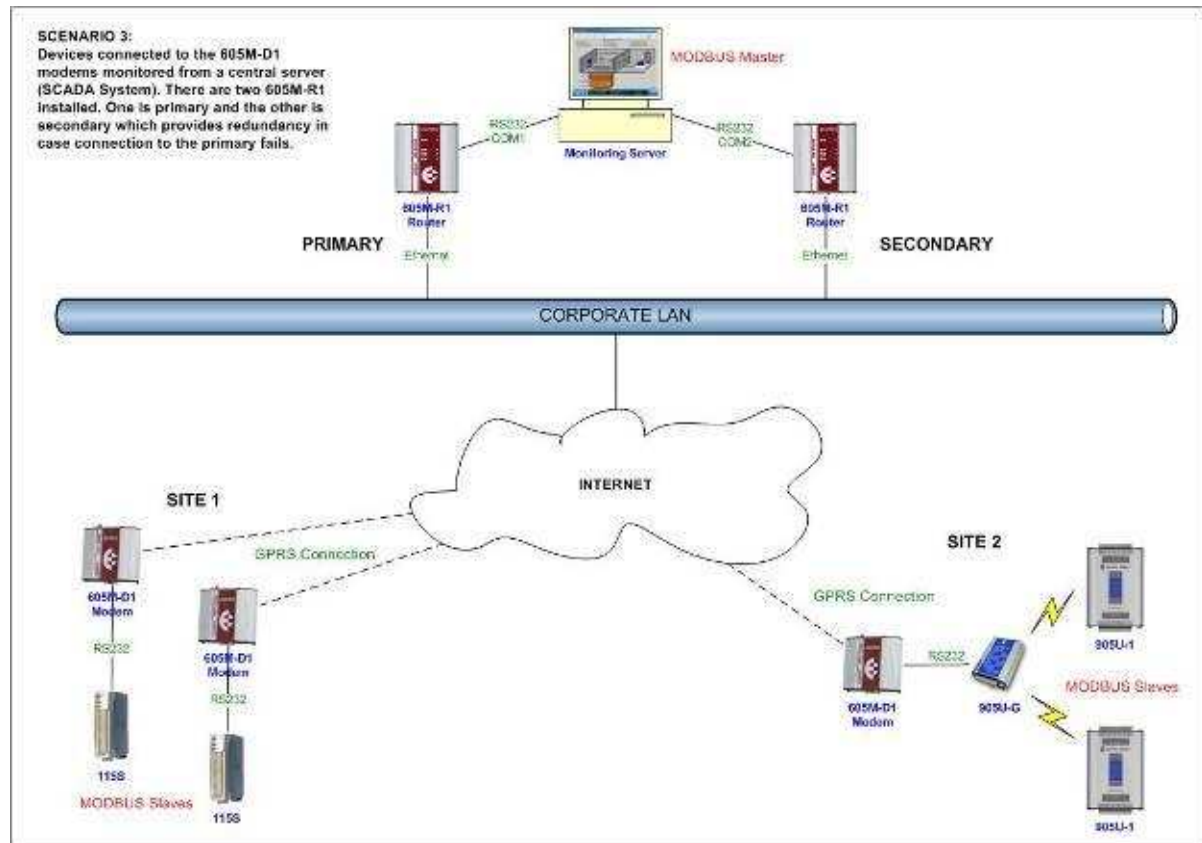 SCENARIO 3:
Devices connected to the 605M-D1
modems monitored from a central server
(SCADA System). There are two 605M-R1
installed. One is primary and the other is
secondary which provides redundancy in
case connection to the primary fails.
MODBUS Master
RS232
COM1
RS232
COM2
Monitoring Server
605M-R1
Router
605M-R1
Router
PRIMARY
SECONDARY
Ethernet
Ethernet
CORPORATE LAN
INTERNET
SITE 1
GPRS Connection
605M-D1
Modem
605M-D1
Modem
RS232
RS232
115S
115S
MODBUS Slaves
SITE 2
GPRS Connection
605M-D1
Modem
RS232
905U-G
905U-1
MODBUS Slaves
905U-1